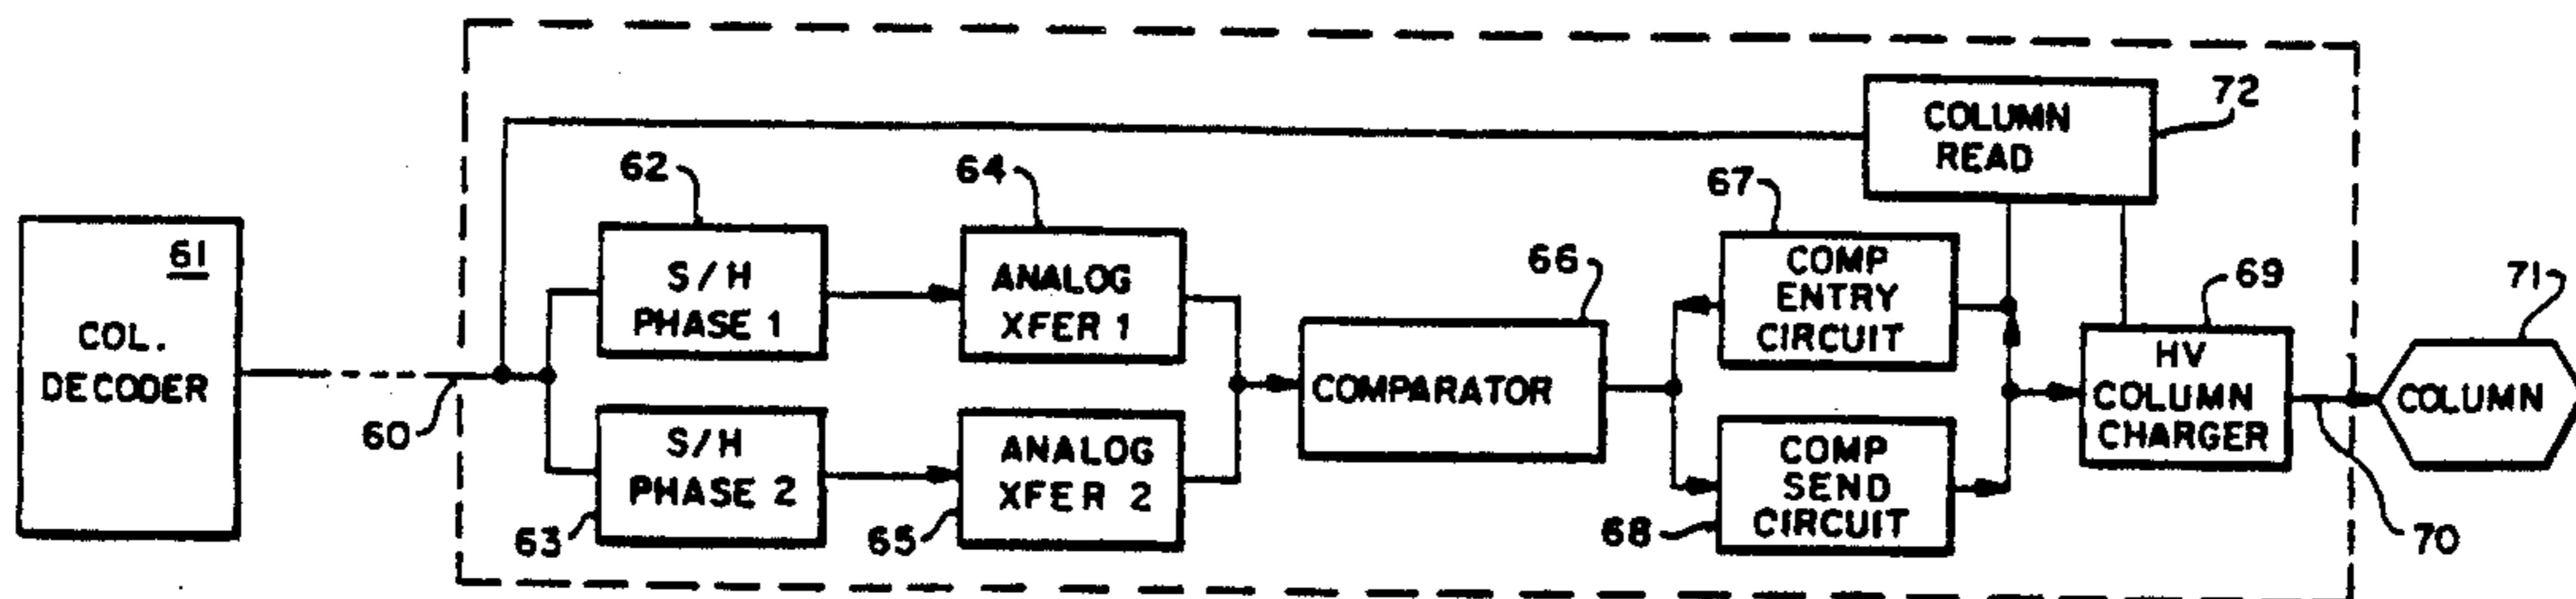 61
COL.
DECODER
60
62
S/H
PHASE 1
63
S/H
PHASE 2
64
ANALOG
XFER 1
65
ANALOG
XFER 2
66
COMPARATOR
67
COMP
ENTRY
CIRCUIT
68
COMP
SEND
CIRCUIT
72
COLUMN
READ
69
HV
COLUMN
CHARGER
70
71
COLUMN